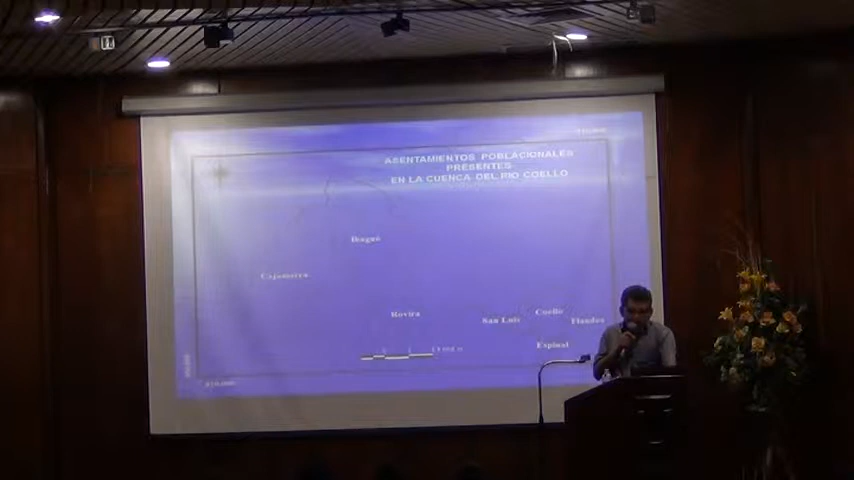 ASENTAMIENTOS POBLACIONALES
PRESENTES
EN LA CUENCA DEL RIO COELLO
Ibagué
Cajamarca
Rovira
San Luis
Coello
Flandes
Espinal